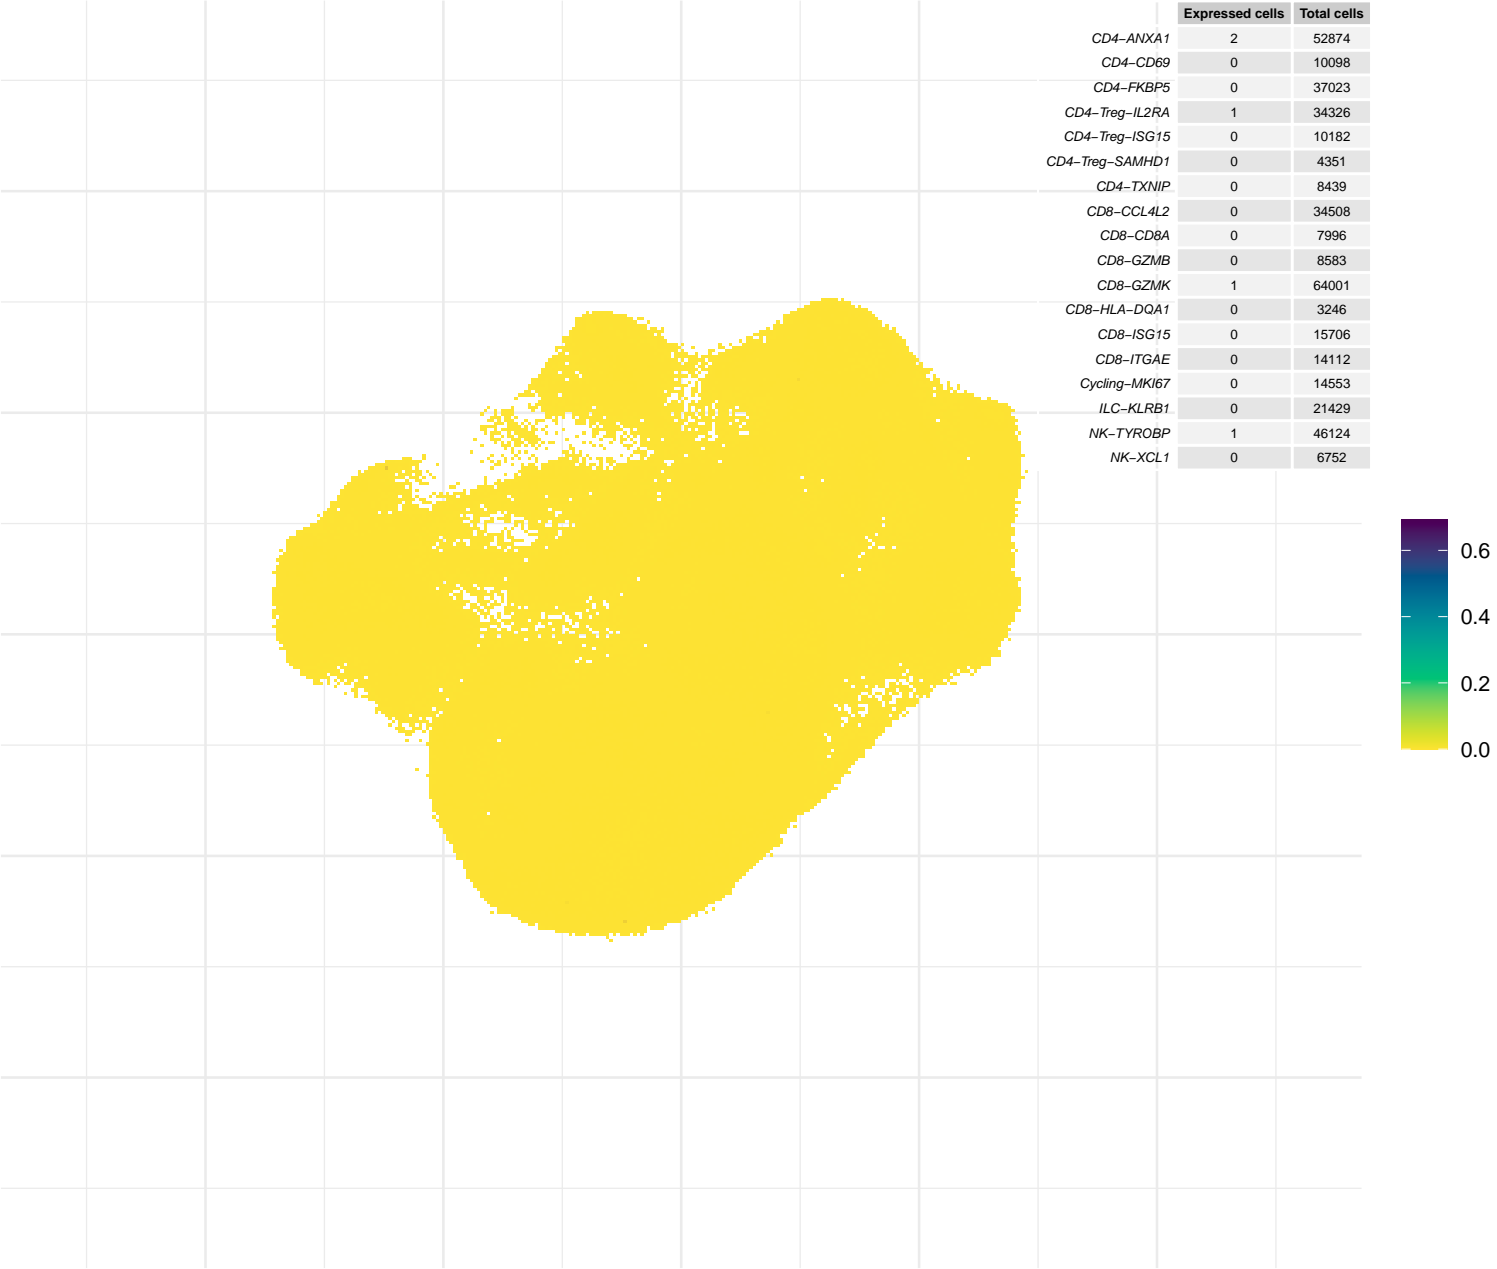 Expressed cells Total cells
CD4−ANXA1 2 52874
CD4−CD69 0 10098
CD4−FKBP5 0 37023
CD4−Treg−IL2RA 1 34326
CD4−Treg−ISG15 0 10182
CD4−Treg−SAMHD1 0 4351
CD4−TXNIP 0 8439
CD8−CCL4L2 0 34508
CD8−CD8A 0 7996
CD8−GZMB 0 8583
CD8−GZMK 1 64001
CD8−HLA−DQA1 0 3246
CD8−ISG15 0 15706
CD8−ITGAE 0 14112
Cycling−MKI67 0 14553
ILC−KLRB1 0 21429
NK−TYROBP 1 46124
NK−XCL1 0 6752
0.6
0.4
0.2
0.0